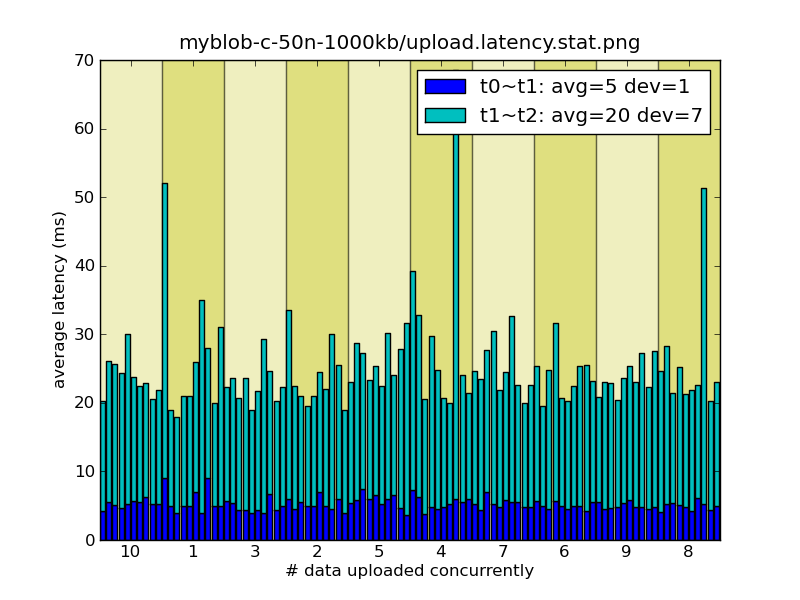 myblob-c-50n-1000kb/upload.latency.stat.png
t0~t1: avg=5 dev=1
t1~t2: avg=20 dev=7
average latency (ms)
70
60
50
40
30
20
10
0
10 1 3 2 5 4 7 6 9 8
# data uploaded concurrently